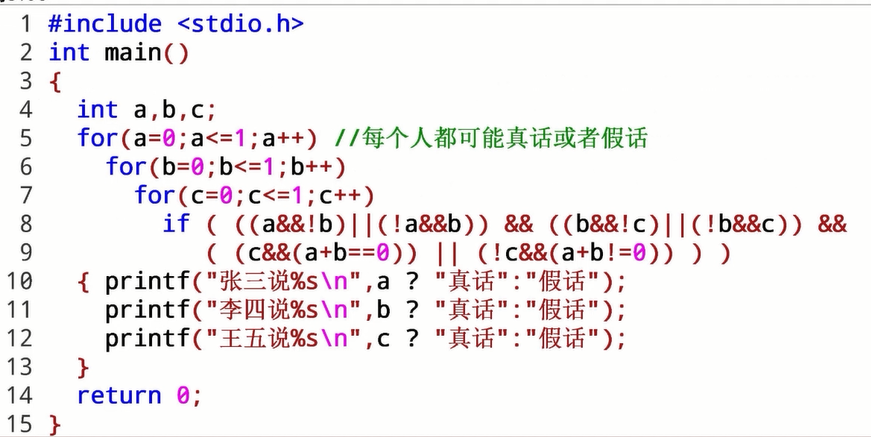 1 #include <stdio.h>
2 int main()
3 {
4 int a,b,c;
5 for(a=0;a<=1;a++) //每个人都可能真话或者假话
6 for(b=0;b<=1;b++)
7 for(c=0;c<=1;c++)
8 if ( ((a&&!b)||(!a&&b)) && ((b&&!c)||(!b&&c)) &&
9 ( (c&&(a+b==0)) || (!c&&(a+b!=0)) ) )
10 { printf("张三说%s\n",a ? "真话":"假话");
11 printf("李四说%s\n",b ? "真话":"假话");
12 printf("王五说%s\n",c ? "真话":"假话");
13 }
14 return 0;
15 }